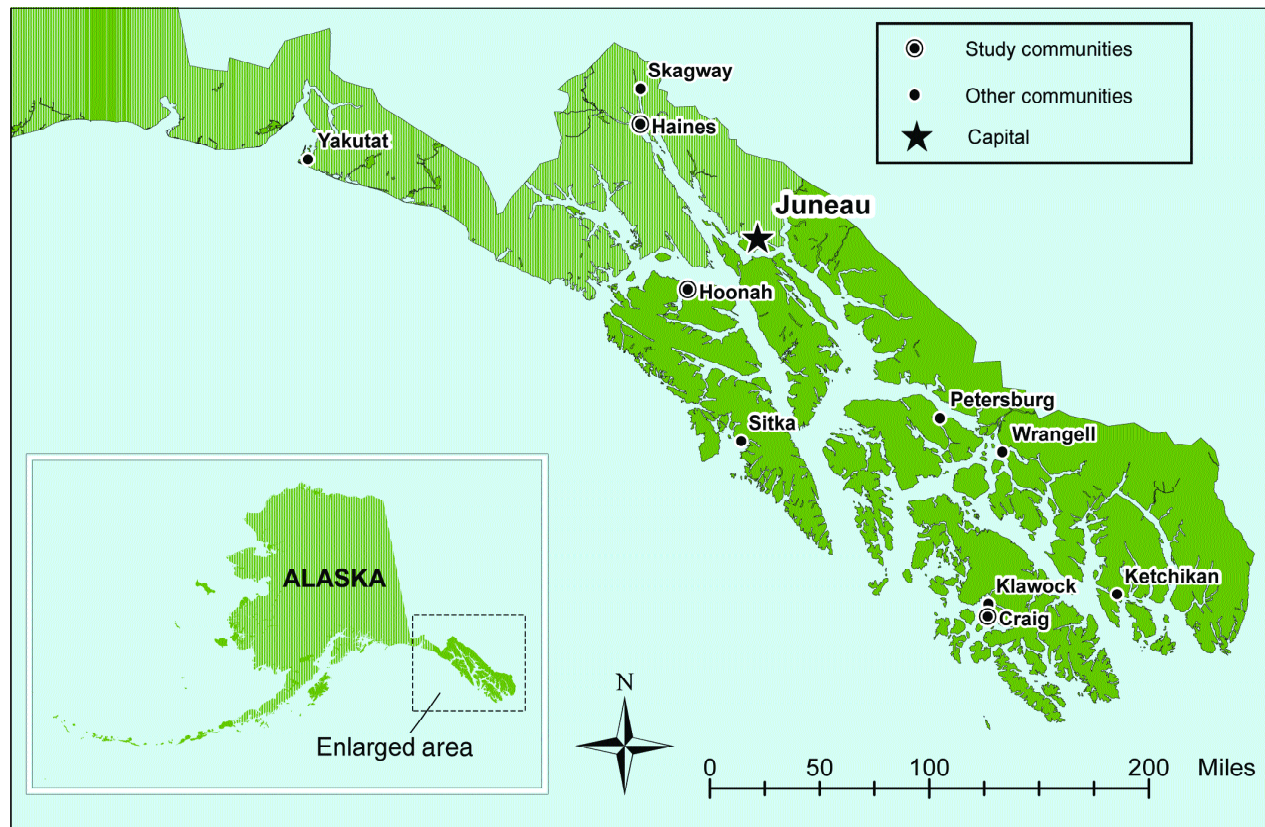 Study communities
Other communities
Capital
Skagway
Haines
Yakutat
Juneau
Hoonah
Petersburg
Sitka
Wrangell
Klawock
Ketchikan
Craig
ALASKA
Enlarged area
N
0 50 100 200 Miles